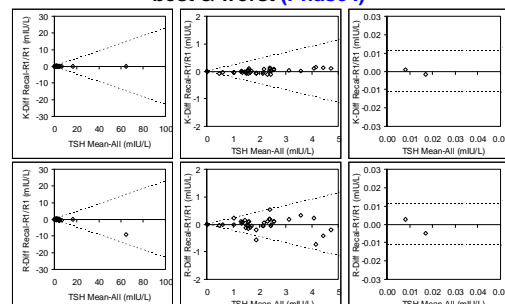 best & worst (Phase4)
K-Diff Recal-R1/R1 (mIU/L)
30
20
10
0
-10
-20
-30
0 20 40 60 80 100
TSH Mean-All (mIU/L)
K-Diff Recal-R1/R1 (mIU/L)
2
1
0
-1
-2
0 1 2 3 4 5
TSH Mean-All (mIU/L)
K-Diff Recal-R1/R1 (mIU/L)
0.03
0.02
0.01
0.00
-0.01
-0.02
-0.03
0.00 0.01 0.02 0.03 0.04
TSH Mean-All (mIU/L)
R-Diff Recal-R1/R1 (mIU/L)
30
20
10
0
-10
-20
-30
0 20 40 60 80 100
TSH Mean-All (mIU/L)
R-Diff Recal-R1/R1 (mIU/L)
2
1
0
-1
-2
0 1 2 3 4 5
TSH Mean-All (mIU/L)
R-Diff Recal-R1/R1 (mIU/L)
0.03
0.02
0.01
0.00
-0.01
-0.02
-0.03
0.00 0.01 0.02 0.03 0.04
TSH Mean-All (mIU/L)